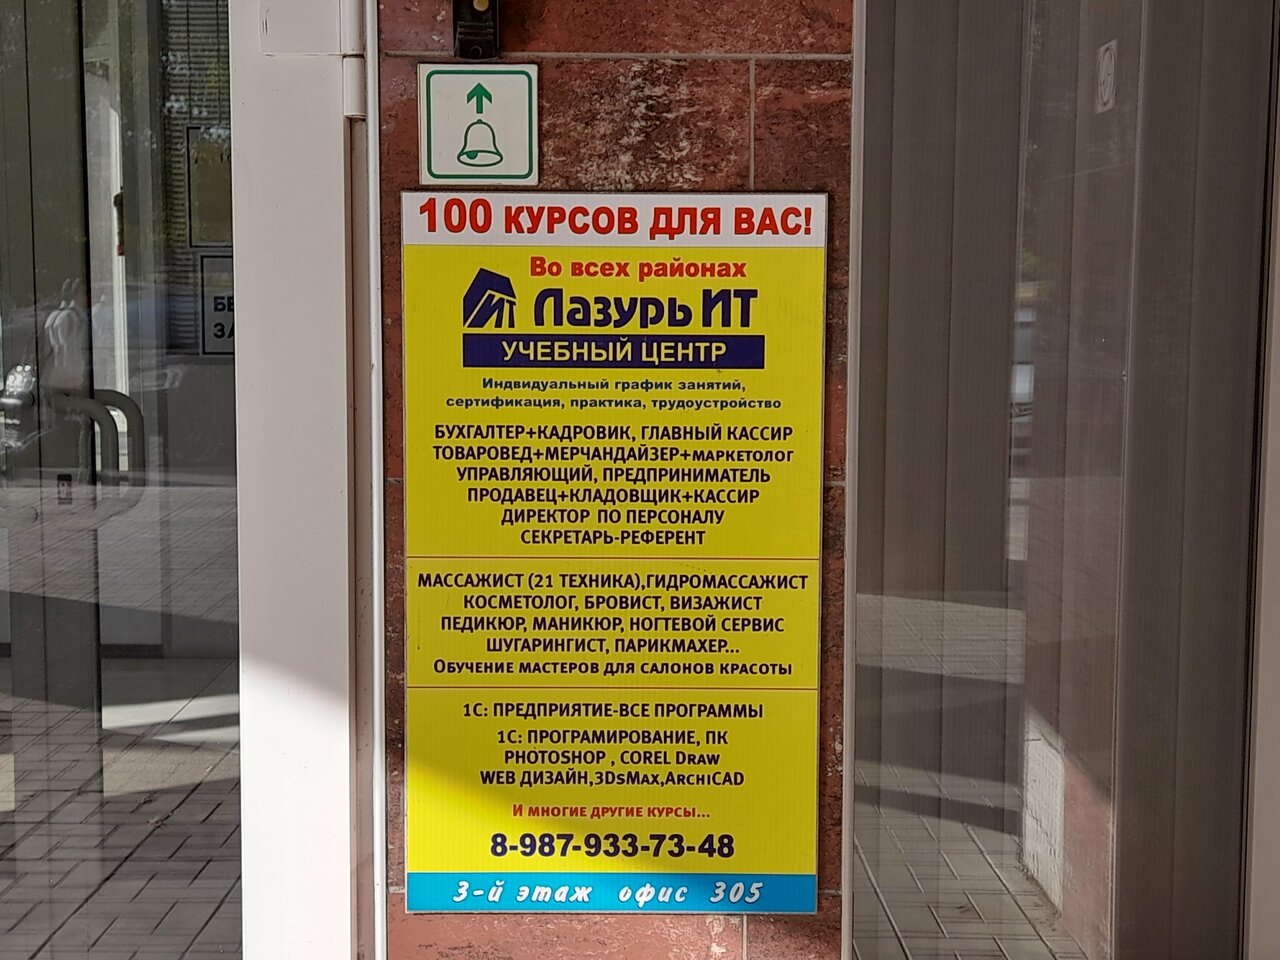 100 КУРСОВ ДЛЯ ВАС!
Во всех районах
ИТ Лазурь ИТ
УЧЕБНЫЙ ЦЕНТР
Индвидуальный график занятий,
сертификация, практика, трудоустройство
БУХГАЛТЕР+КАДРОВИК, ГЛАВНЫЙ КАССИР
ТОВАРОВЕД+МЕРЧАНДАЙЗЕР+МАРКЕТОЛОГ
УПРАВЛЯЮЩИЙ, ПРЕДПРИНИМАТЕЛЬ
ПРОДАВЕЦ+КЛАДОВЩИК+КАССИР
ДИРЕКТОР ПО ПЕРСОНАЛУ
СЕКРЕТАРЬ-РЕФЕРЕНТ
МАССАЖИСТ (21 ТЕХНИКА),ГИДРОМАССАЖИСТ
КОСМЕТОЛОГ, БРОВИСТ, ВИЗАЖИСТ
ПЕДИКЮР, МАНИКЮР, НОГТЕВОЙ СЕРВИС
ШУГАРИНГИСТ, ПАРИКМАХЕР...
ОБУЧЕНИЕ МАСТЕРОВ ДЛЯ САЛОНОВ КРАСОТЫ
1С: ПРЕДПРИЯТИЕ-ВСЕ ПРОГРАММЫ
1С: ПРОГРАМИРОВАНИЕ, ПК
PHOTOSHOP , COREL DRAW
WEB ДИЗАЙН,3DSMAX,ARCHICAD
И МНОГИЕ ДРУГИЕ КУРСЫ...
8-987-933-73-48
3-й этаж офис 305